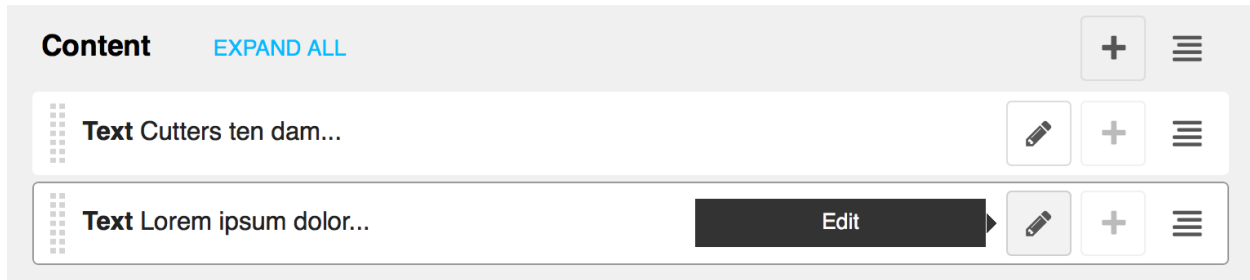 Content EXPAND ALL
Text Cutters ten dam...
Text Lorem ipsum dolor... Edit